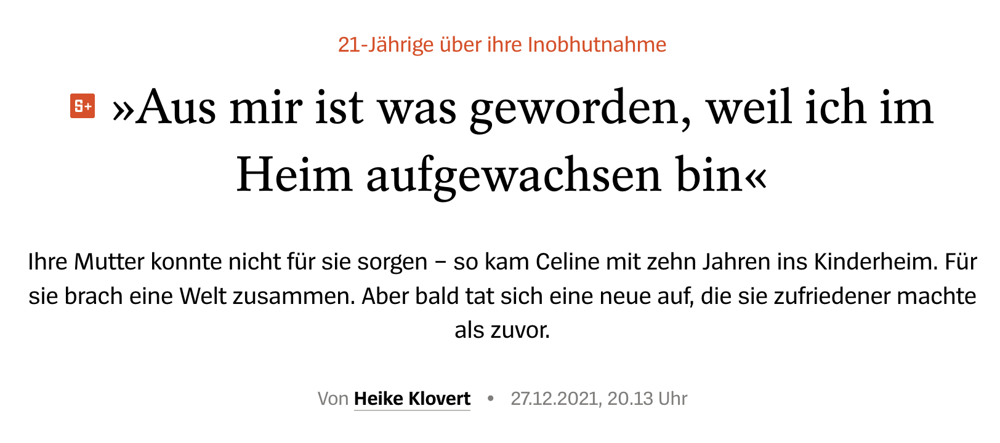 21-Jährige über ihre Inobhutnahme
S+ »Aus mir ist was geworden, weil ich im
Heim aufgewachsen bin«
Ihre Mutter konnte nicht für sie sorgen – so kam Celine mit zehn Jahren ins Kinderheim. Für
sie brach eine Welt zusammen. Aber bald tat sich eine neue auf, die sie zufriedener machte
als zuvor.
Von Heike Klovert • 27.12.2021, 20.13 Uhr